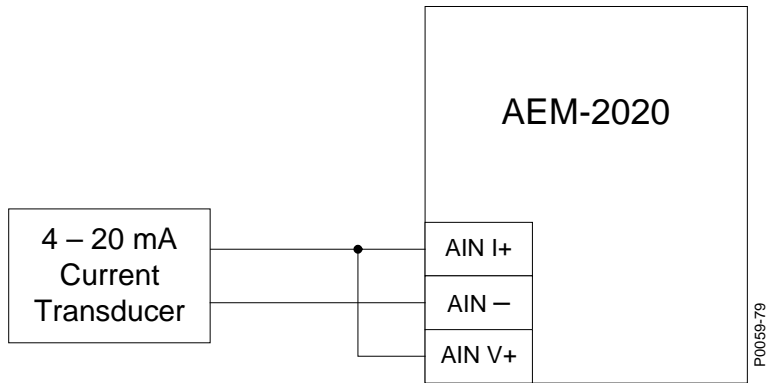 AEM-2020
4 – 20 mA
Current
Transducer
AIN I+
AIN –
AIN V+
P0059-79